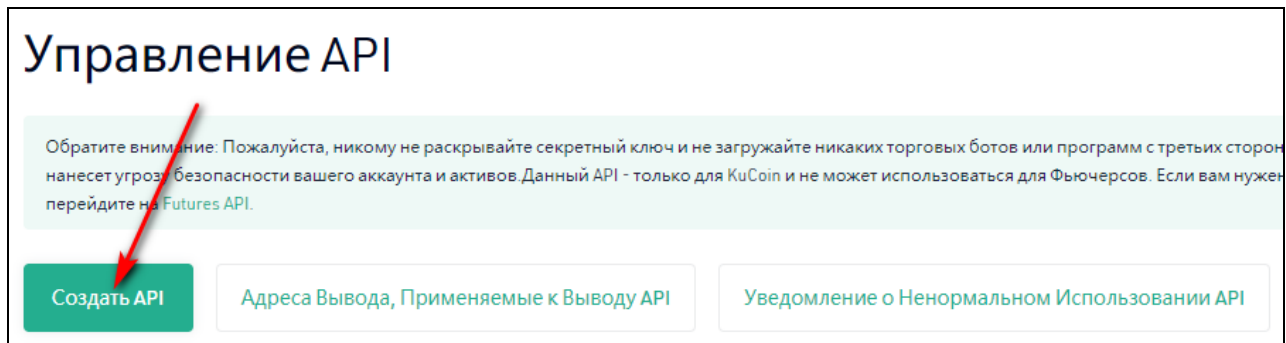 Управление API
Обратите внимание: Пожалуйста, никому не раскрывайте секретный ключ и не загружайте никаких торговых ботов или программ с третьих сторон
нанесет угрозу безопасности вашего аккаунта и активов.Данный API - только для KuCoin и не может использоваться для Фьючерсов. Если вам нужен
перейдите на Futures API.
Создать API
Адреса Вывода, Применяемые к Выводу API
Уведомление о Ненормальном Использовании API